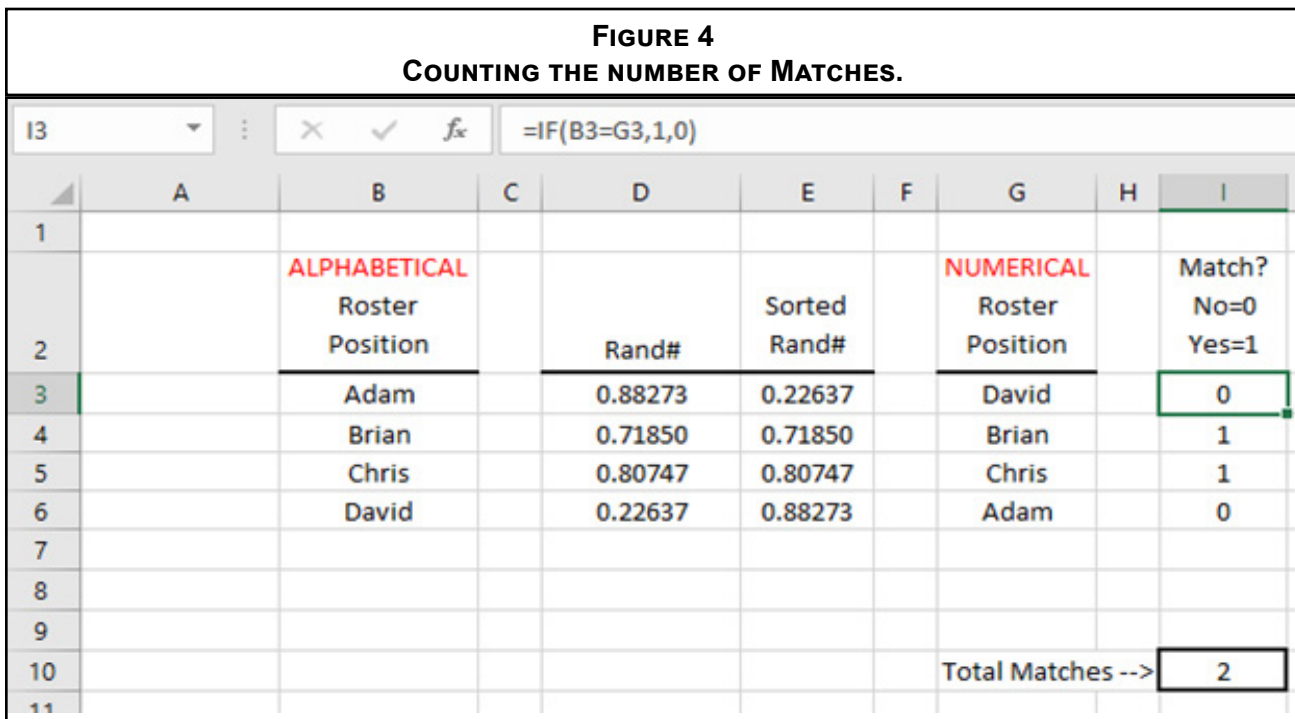 FIGURE 4
COUNTING THE NUMBER OF MATCHES.
I3 fx =IF(B3=G3,1,0)
A B C D E F G H I
1
ALPHABETICAL NUMERICAL Match?
Roster Sorted Roster No=0
2 Position Rand# Rand# Position Yes=1
3 Adam 0.88273 0.22637 David 0
4 Brian 0.71850 0.71850 Brian 1
5 Chris 0.80747 0.80747 Chris 1
6 David 0.22637 0.88273 Adam 0
7
8
9
10 Total Matches --> 2
11